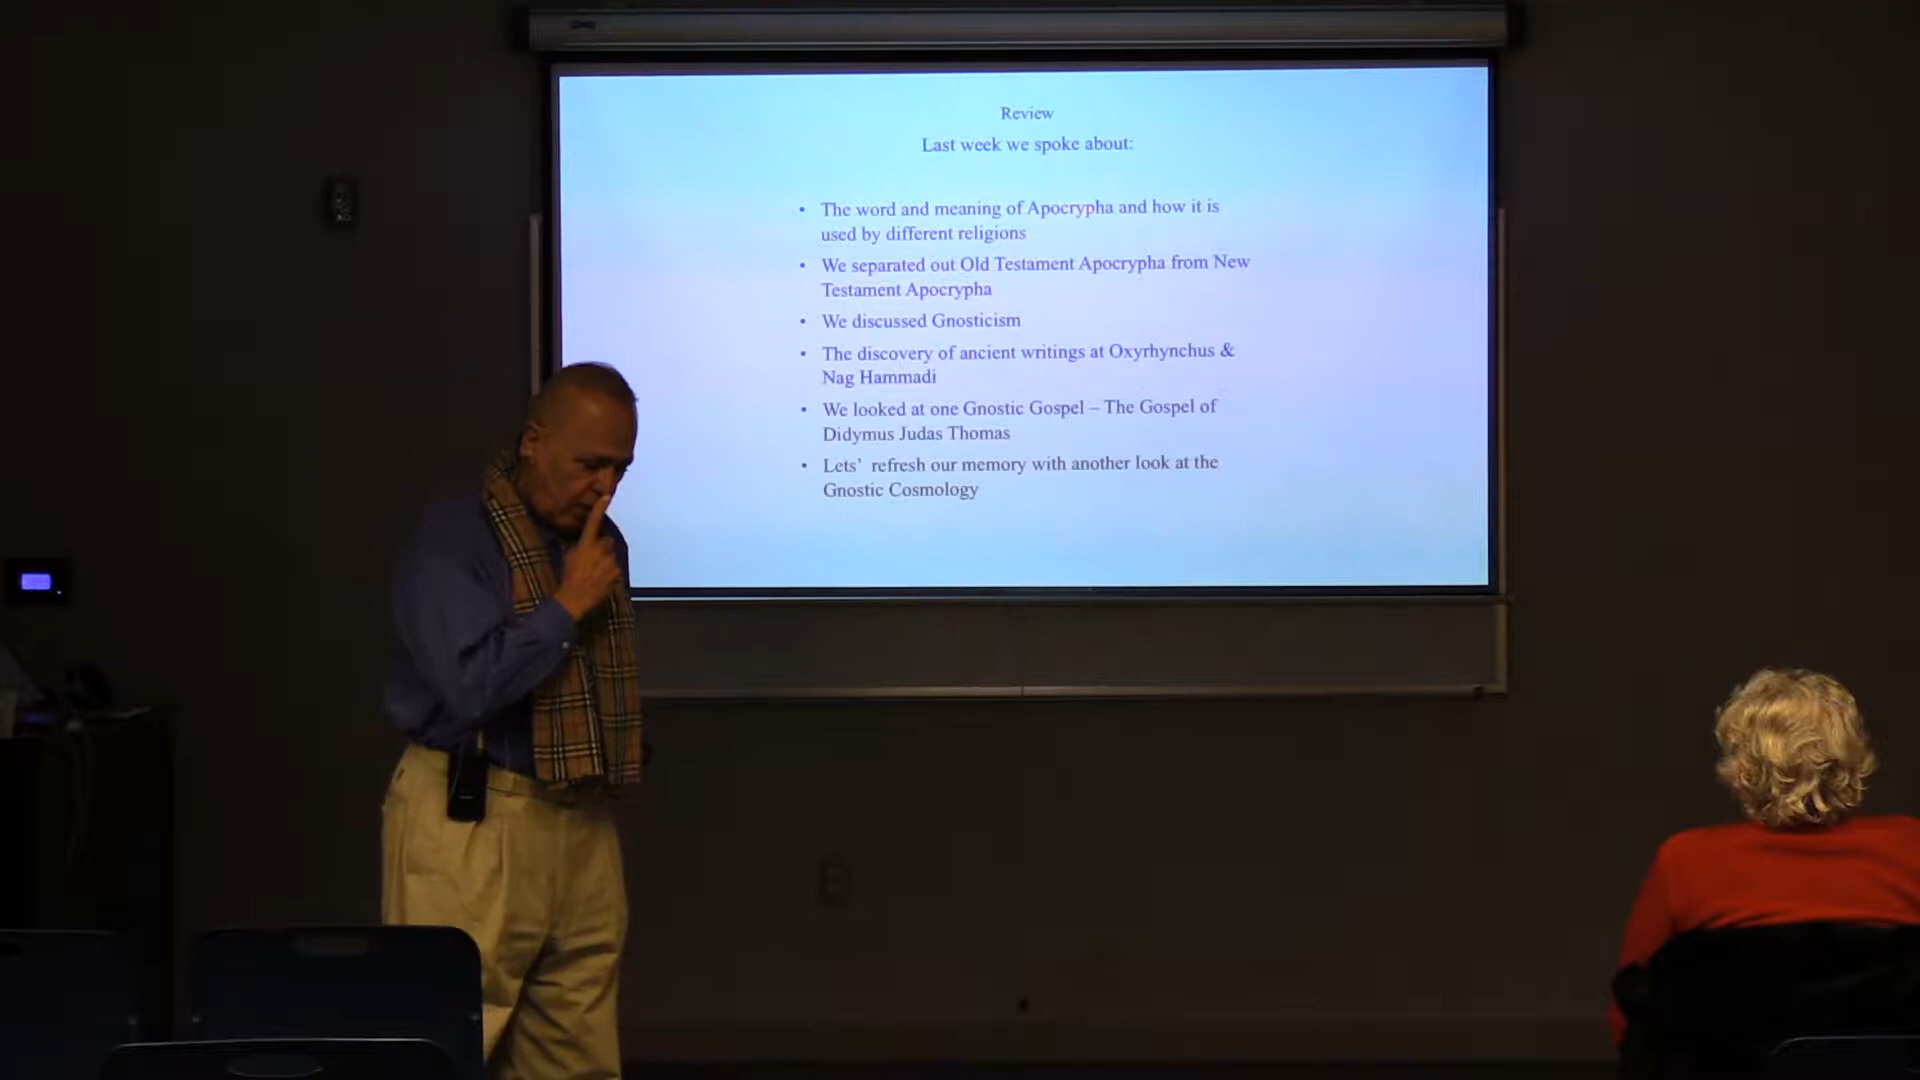 Review
Last week we spoke about:
• The word and meaning of Apocrypha and how it is
used by different religions
• We separated out Old Testament Apocrypha from New
Testament Apocrypha
• We discussed Gnosticism
• The discovery of ancient writings at Oxyrhynchus &
Nag Hammadi
• We looked at one Gnostic Gospel – The Gospel of
Didymus Judas Thomas
• Lets’ refresh our memory with another look at the
Gnostic Cosmology